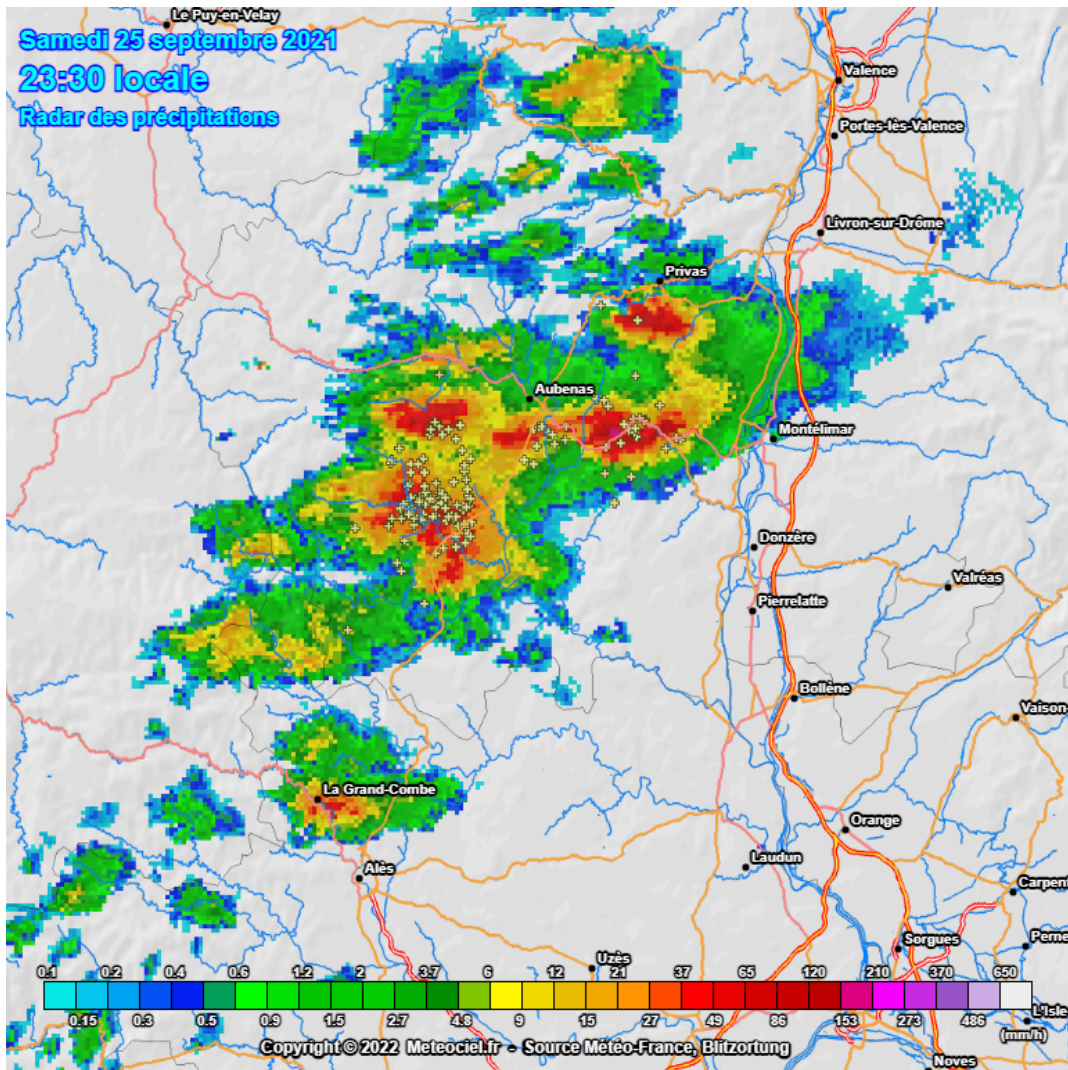 Le Puy-en-Velay
Samedi 25 septembre 2021
23:30 locale
Radar des précipitations
Valence
Portes-lès-Valence
Livron-sur-Drôme
Privas
Aubenas
Montélimar
Donzère
Valréas
Pierrelatte
Bollène
Vaison-
La Grand-Combe
Orange
Laudun
Alès
Carpent
Sorgues
Perne
Uzès
0.1 0.2 0.4 0.6 1.2 2 3.7 6 12 21 37 65 120 210 370 650
0.15 0.3 0.5 0.9 1.5 2.7 4.8 9 15 27 49 86 153 273 486 (mm/h)
L'Isle
Copyright © 2022 Meteociel.fr - Source Météo-France, Blitzortung
Noves